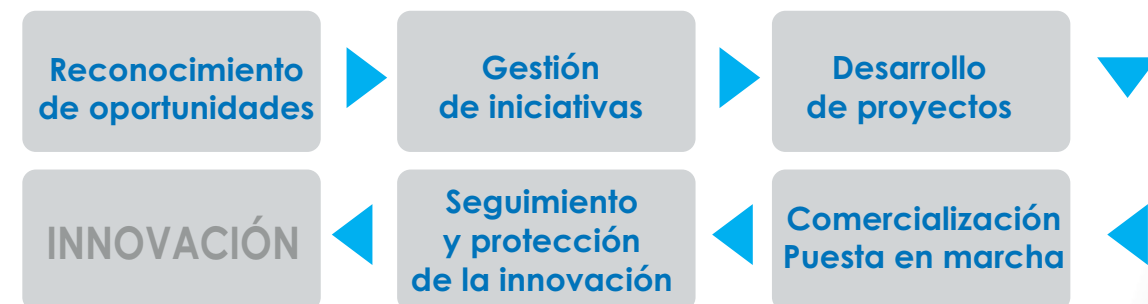 Reconocimiento
de oportunidades
Gestión
de iniciativas
Desarrollo
de proyectos
Comercialización
Puesta en marcha
Seguimiento
y protección
de la innovación
INNOVACIÓN